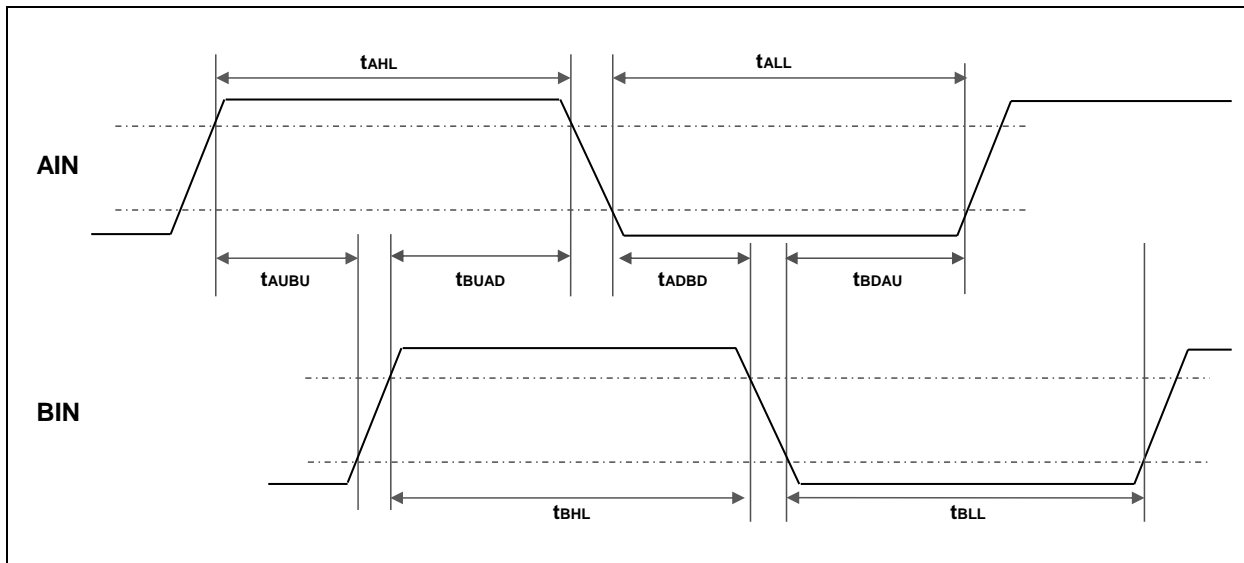 tAHL
tALL
AIN
tAUBU
tBUAD
tADBD
tBDAU
BIN
tBHL
tBLL